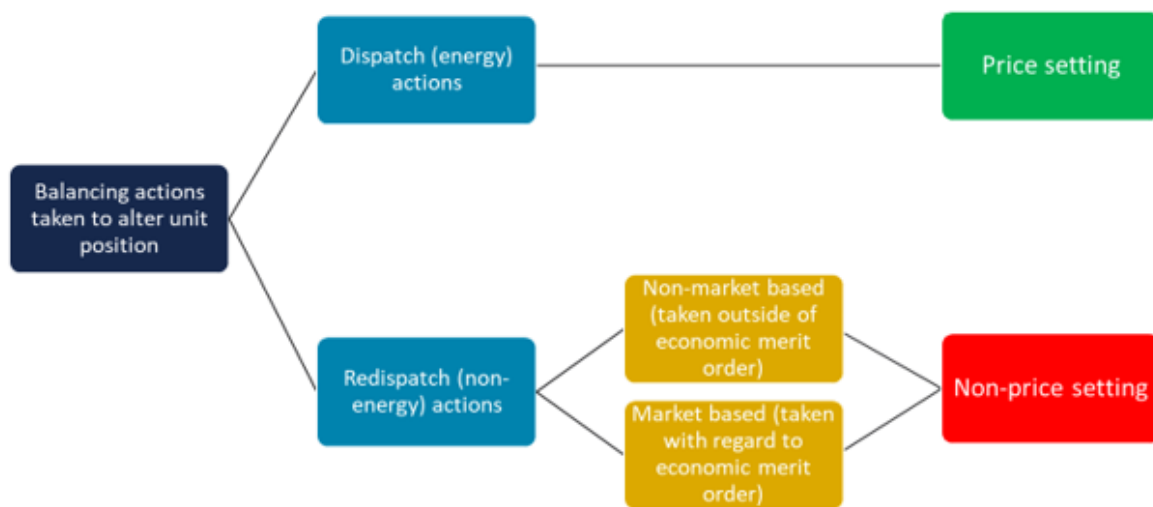 Dispatch (energy)
actions
Price setting
Balancing actions
taken to alter unit
position
Non-market based
(taken outside of
economic merit
order)
Redispatch (non-
energy) actions
Non-price setting
Market based (taken
with regard to
economic merit
order)